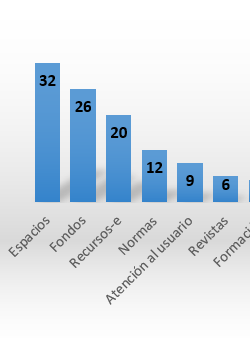 32
26
20
12
9
6
Espacios
Fondos
Recursos-e
Normas
Atención al usuario
Revistas